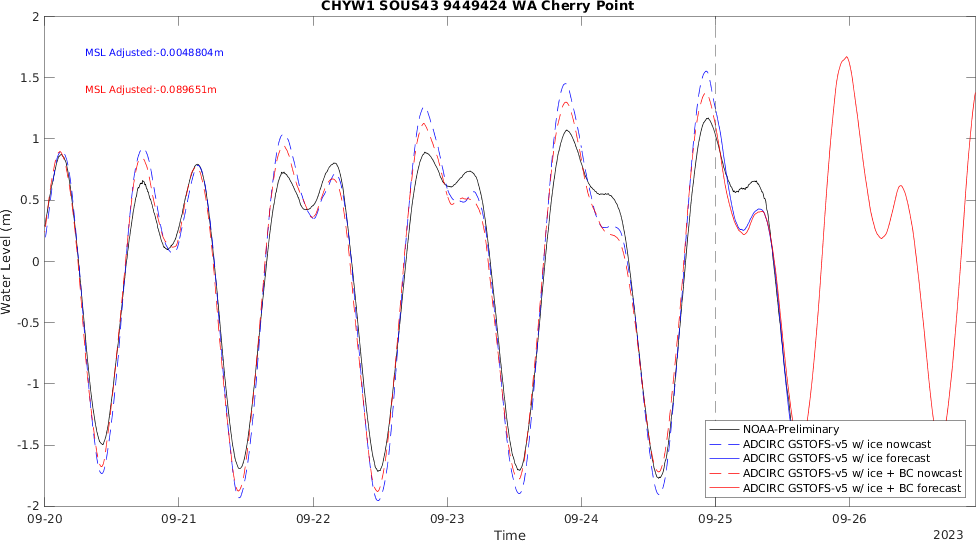 CHYW1 SOUS43 9449424 WA Cherry Point
MSL Adjusted:-0.0048804m
MSL Adjusted:-0.089651m
Water Level (m)
2
1.5
1
0.5
0
-0.5
-1
-1.5
-2
NOAA-Preliminary
ADCIRC GSTOFS-v5 w/ ice nowcast
ADCIRC GSTOFS-v5 w/ ice forecast
ADCIRC GSTOFS-v5 w/ice + BC nowcast
ADCIRC GSTOFS-v5 w/ice + BC forecast
09-20 09-21 09-22 09-23 09-24 09-25 09-26
Time
2023